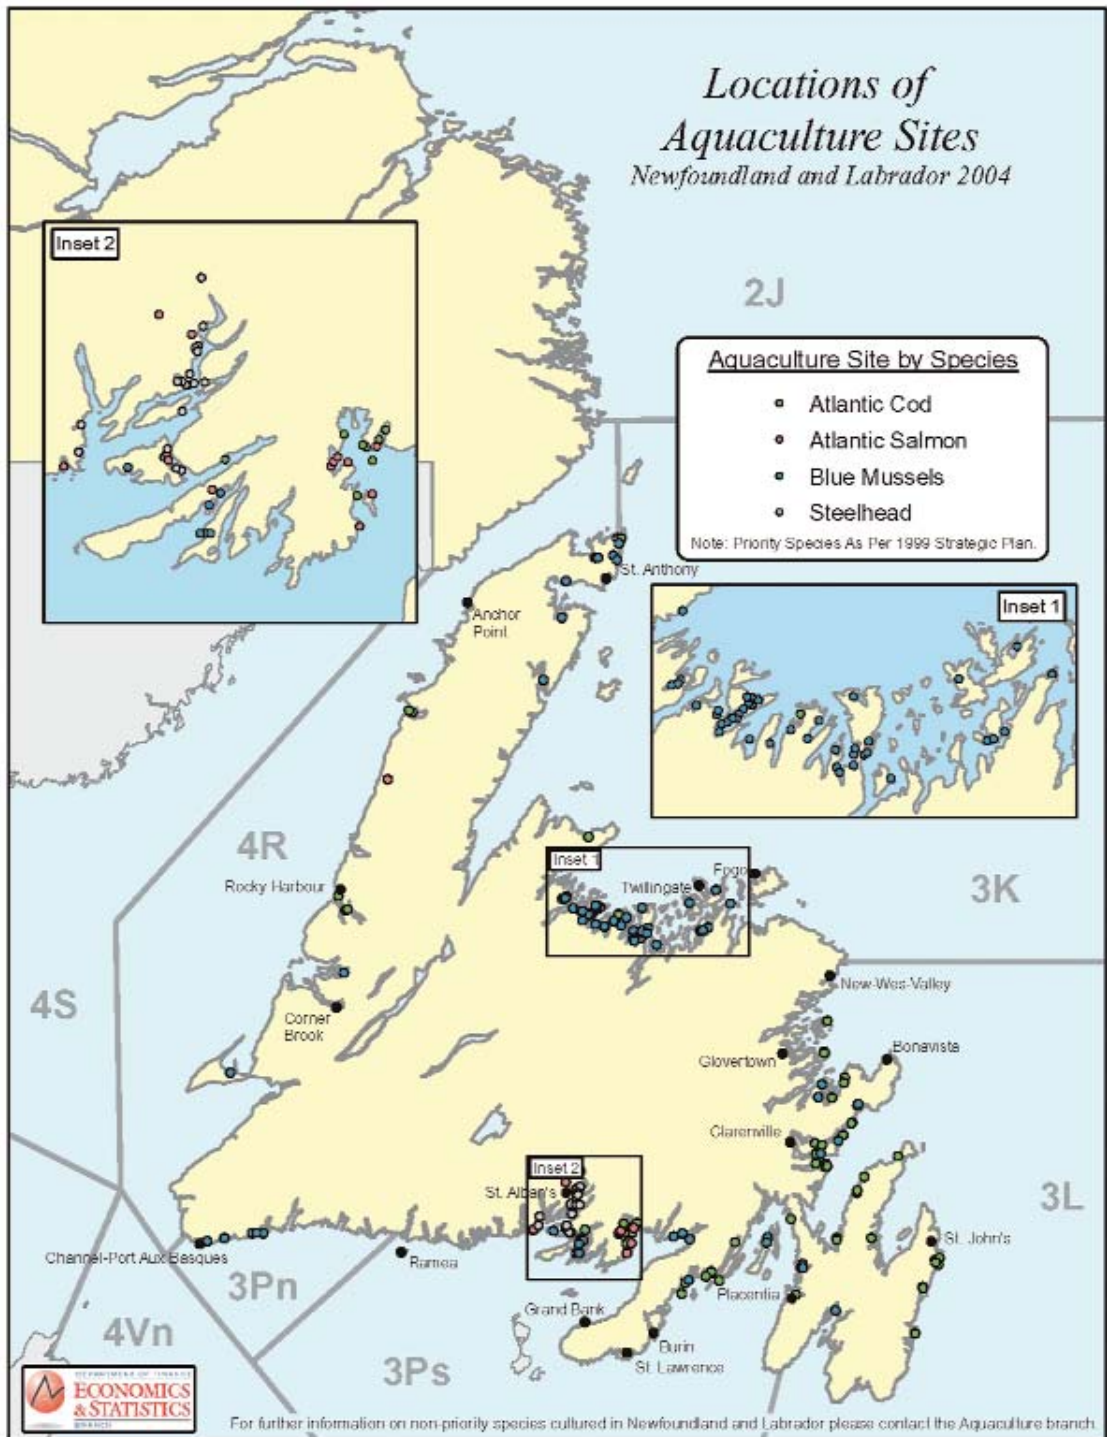 Locations of
Aquaculture Sites
Newfoundland and Labrador 2004
Inset 2
2J
Aquaculture Site by Species
Atlantic Cod
Atlantic Salmon
Blue Mussels
Steelhead
Note: Priority Species As Per 1999 Strategic Plan.
St. Anthony
Anchor
Point
Inset 1
4R
Inset 1
Fogo
Rocky Harbour
Twillingate
3K
New-Wes-Valley
4S
Corner
Brook
Glovertown
Bonavista
Clarenville
Inset 2
St. Alban's
3L
St. John's
Channel-Port Aux Basques
Ramea
3Pn
Placentia
Grand Bank
4Vn
Burin
St. Lawrence
3Ps
DEPARTMENT OF FINANCE
ECONOMICS
& STATISTICS
BRANCH
For further information on non-priority species cultured in Newfoundland and Labrador please contact the Aquaculture branch.